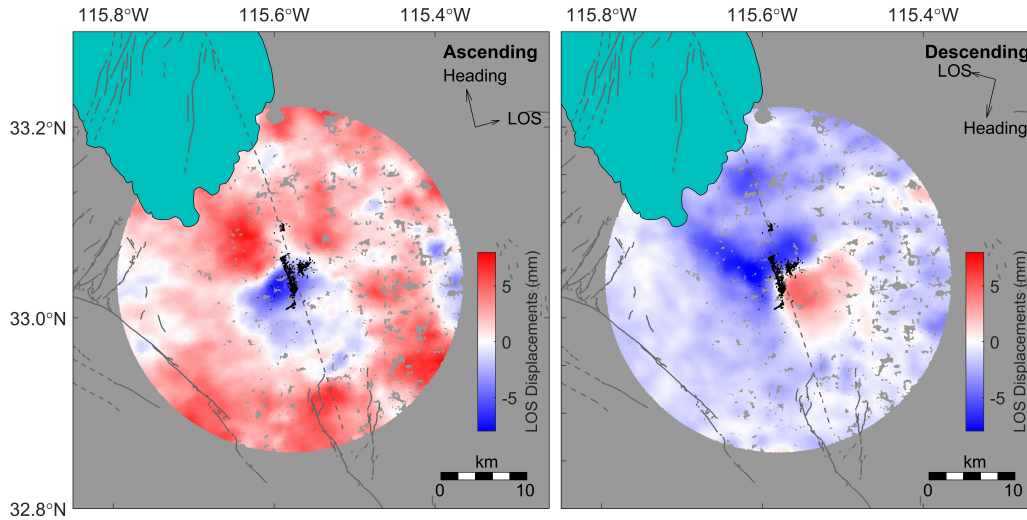 115.8°W 115.6°W 115.4°W 115.8°W 115.6°W 115.4°W
Ascending
Heading
LOS
Descending
LOS
Heading
33.2°N
33.0°N
32.8°N
5
0
-5
LOS Displacements (mm)
km
0 10
5
0
-5
LOS Displacements (mm)
km
0 10